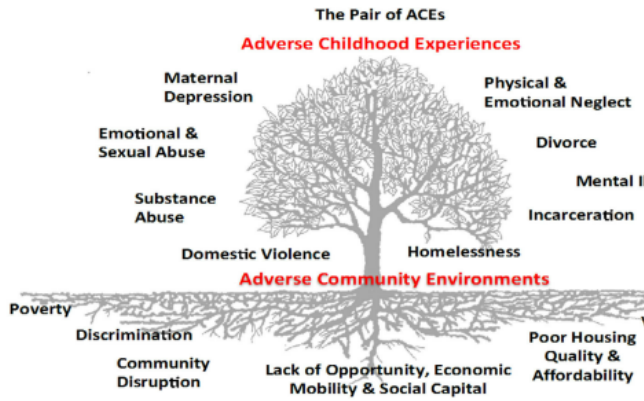 The Pair of ACEs
Adverse Childhood Experiences
Maternal
Depression
Physical &
Emotional Neglect
Emotional &
Sexual Abuse
Divorce
Mental Il
Substance
Abuse
Incarceration
Domestic Violence
Homelessness
Adverse Community Environments
Poverty
Discrimination
Community
Disruption
Lack of Opportunity, Economic
Mobility & Social Capital
Poor Housing
Quality &
Affordability